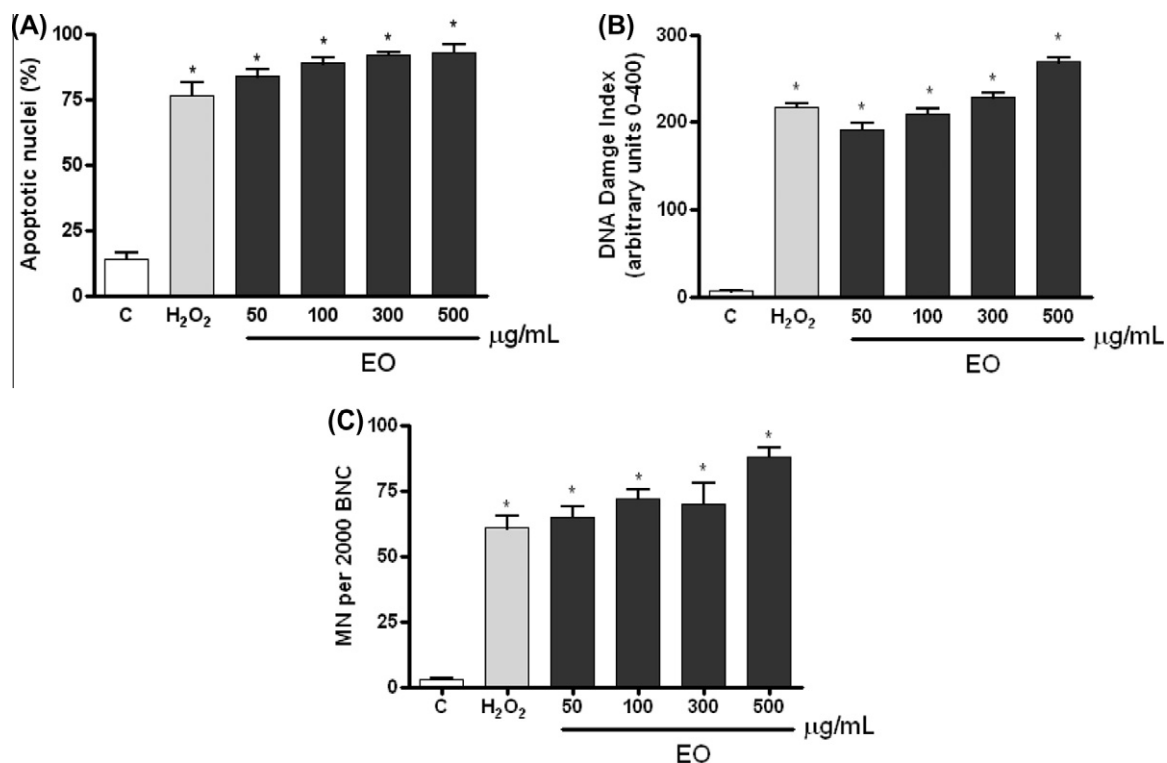 (A)
Apoptotic nuclei (%)
100
75
50
25
0
*
*
*
*
*
C
H₂O₂
50
100
300
500
μg/mL
EO
(B)
DNA Damge Index
(arbitrary units 0-400)
300
200
100
0
*
*
*
*
*
C
H₂O₂
50
100
300
500
μg/mL
EO
(C)
MN per 2000 BNC
100
75
50
25
0
*
*
*
*
*
C
H₂O₂
50
100
300
500
μg/mL
EO